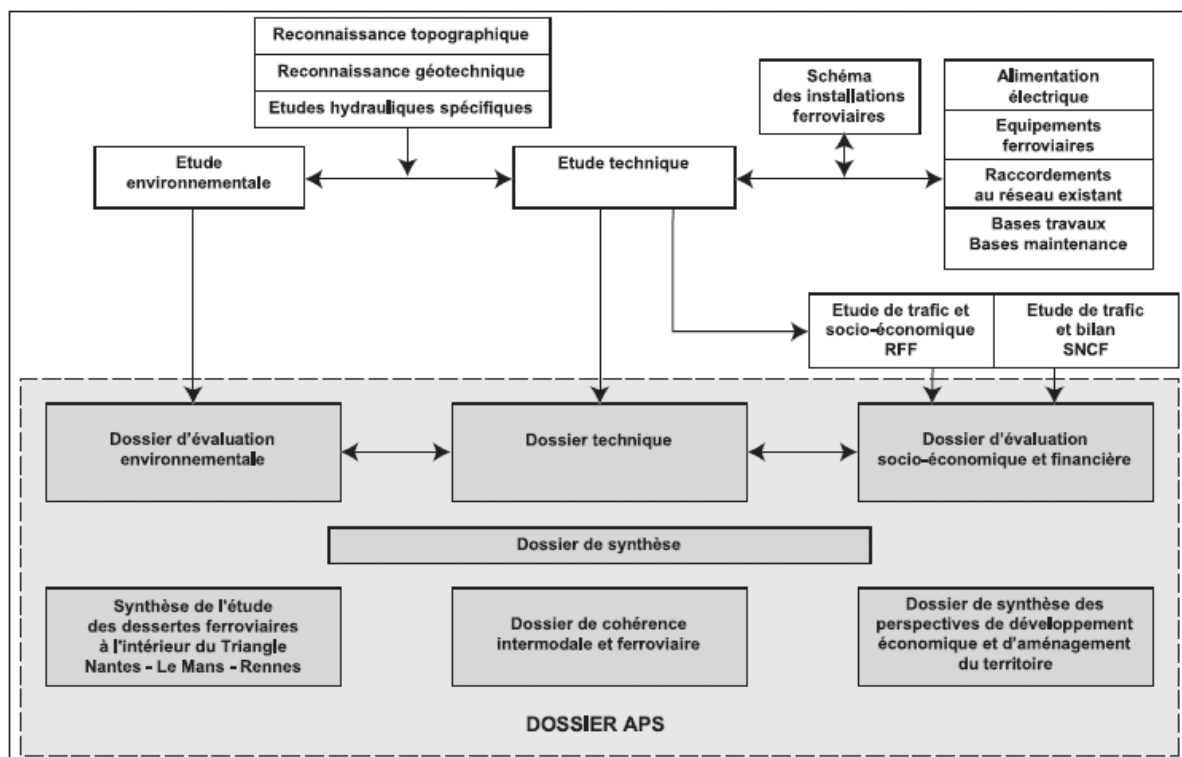 Reconnaissance topographique
Reconnaissance géotechnique
Etudes hydrauliques spécifiques
Schéma
des installations
ferroviaires
Alimentation
électrique
Equipements
ferroviaires
Raccordements
au réseau existant
Bases travaux
Bases maintenance
Etude
environnementale
Etude technique
Etude de trafic et
socio-économique
RFF
Etude de trafic
et bilan
SNCF
Dossier d'évaluation
environnementale
Dossier technique
Dossier d'évaluation
socio-économique et financière
Dossier de synthèse
Synthèse de l'étude
des dessertes ferroviaires
à l'intérieur du Triangle
Nantes - Le Mans - Rennes
Dossier de cohérence
intermodale et ferroviaire
Dossier de synthèse des
perspectives de développement
économique et d'aménagement
du territoire
DOSSIER APS